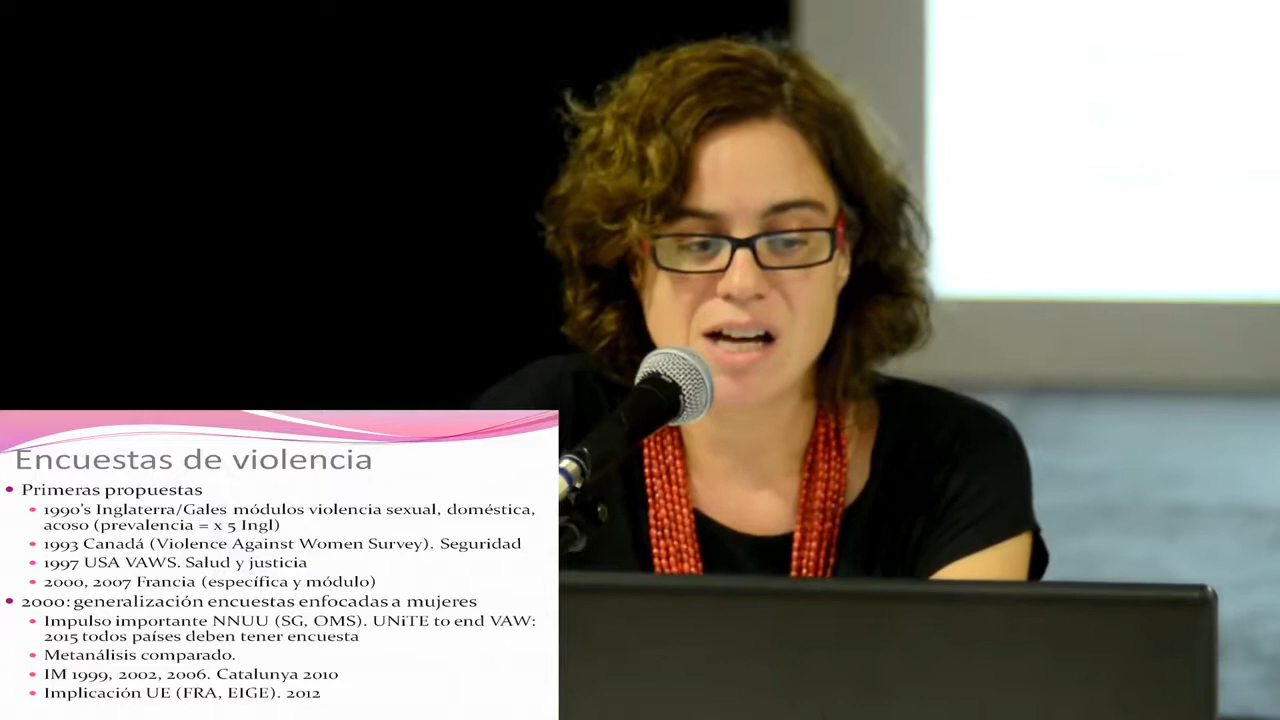 Encuestas de violencia
• Primeras propuestas
• 1990's Inglaterra/Gales módulos violencia sexual, doméstica,
acoso (prevalencia = x 5 Ingl)
• 1993 Canadá (Violence Against Women Survey). Seguridad
• 1997 USA VAWS. Salud y justicia
• 2000, 2007 Francia (específica y módulo)
• 2000: generalización encuestas enfocadas a mujeres
• Impulso importante NNUU (SG, OMS). UNiTE to end VAW:
2015 todos países deben tener encuesta
• Metanálisis comparado.
• IM 1999, 2002, 2006. Catalunya 2010
• Implicación UE (FRA, EIGE). 2012